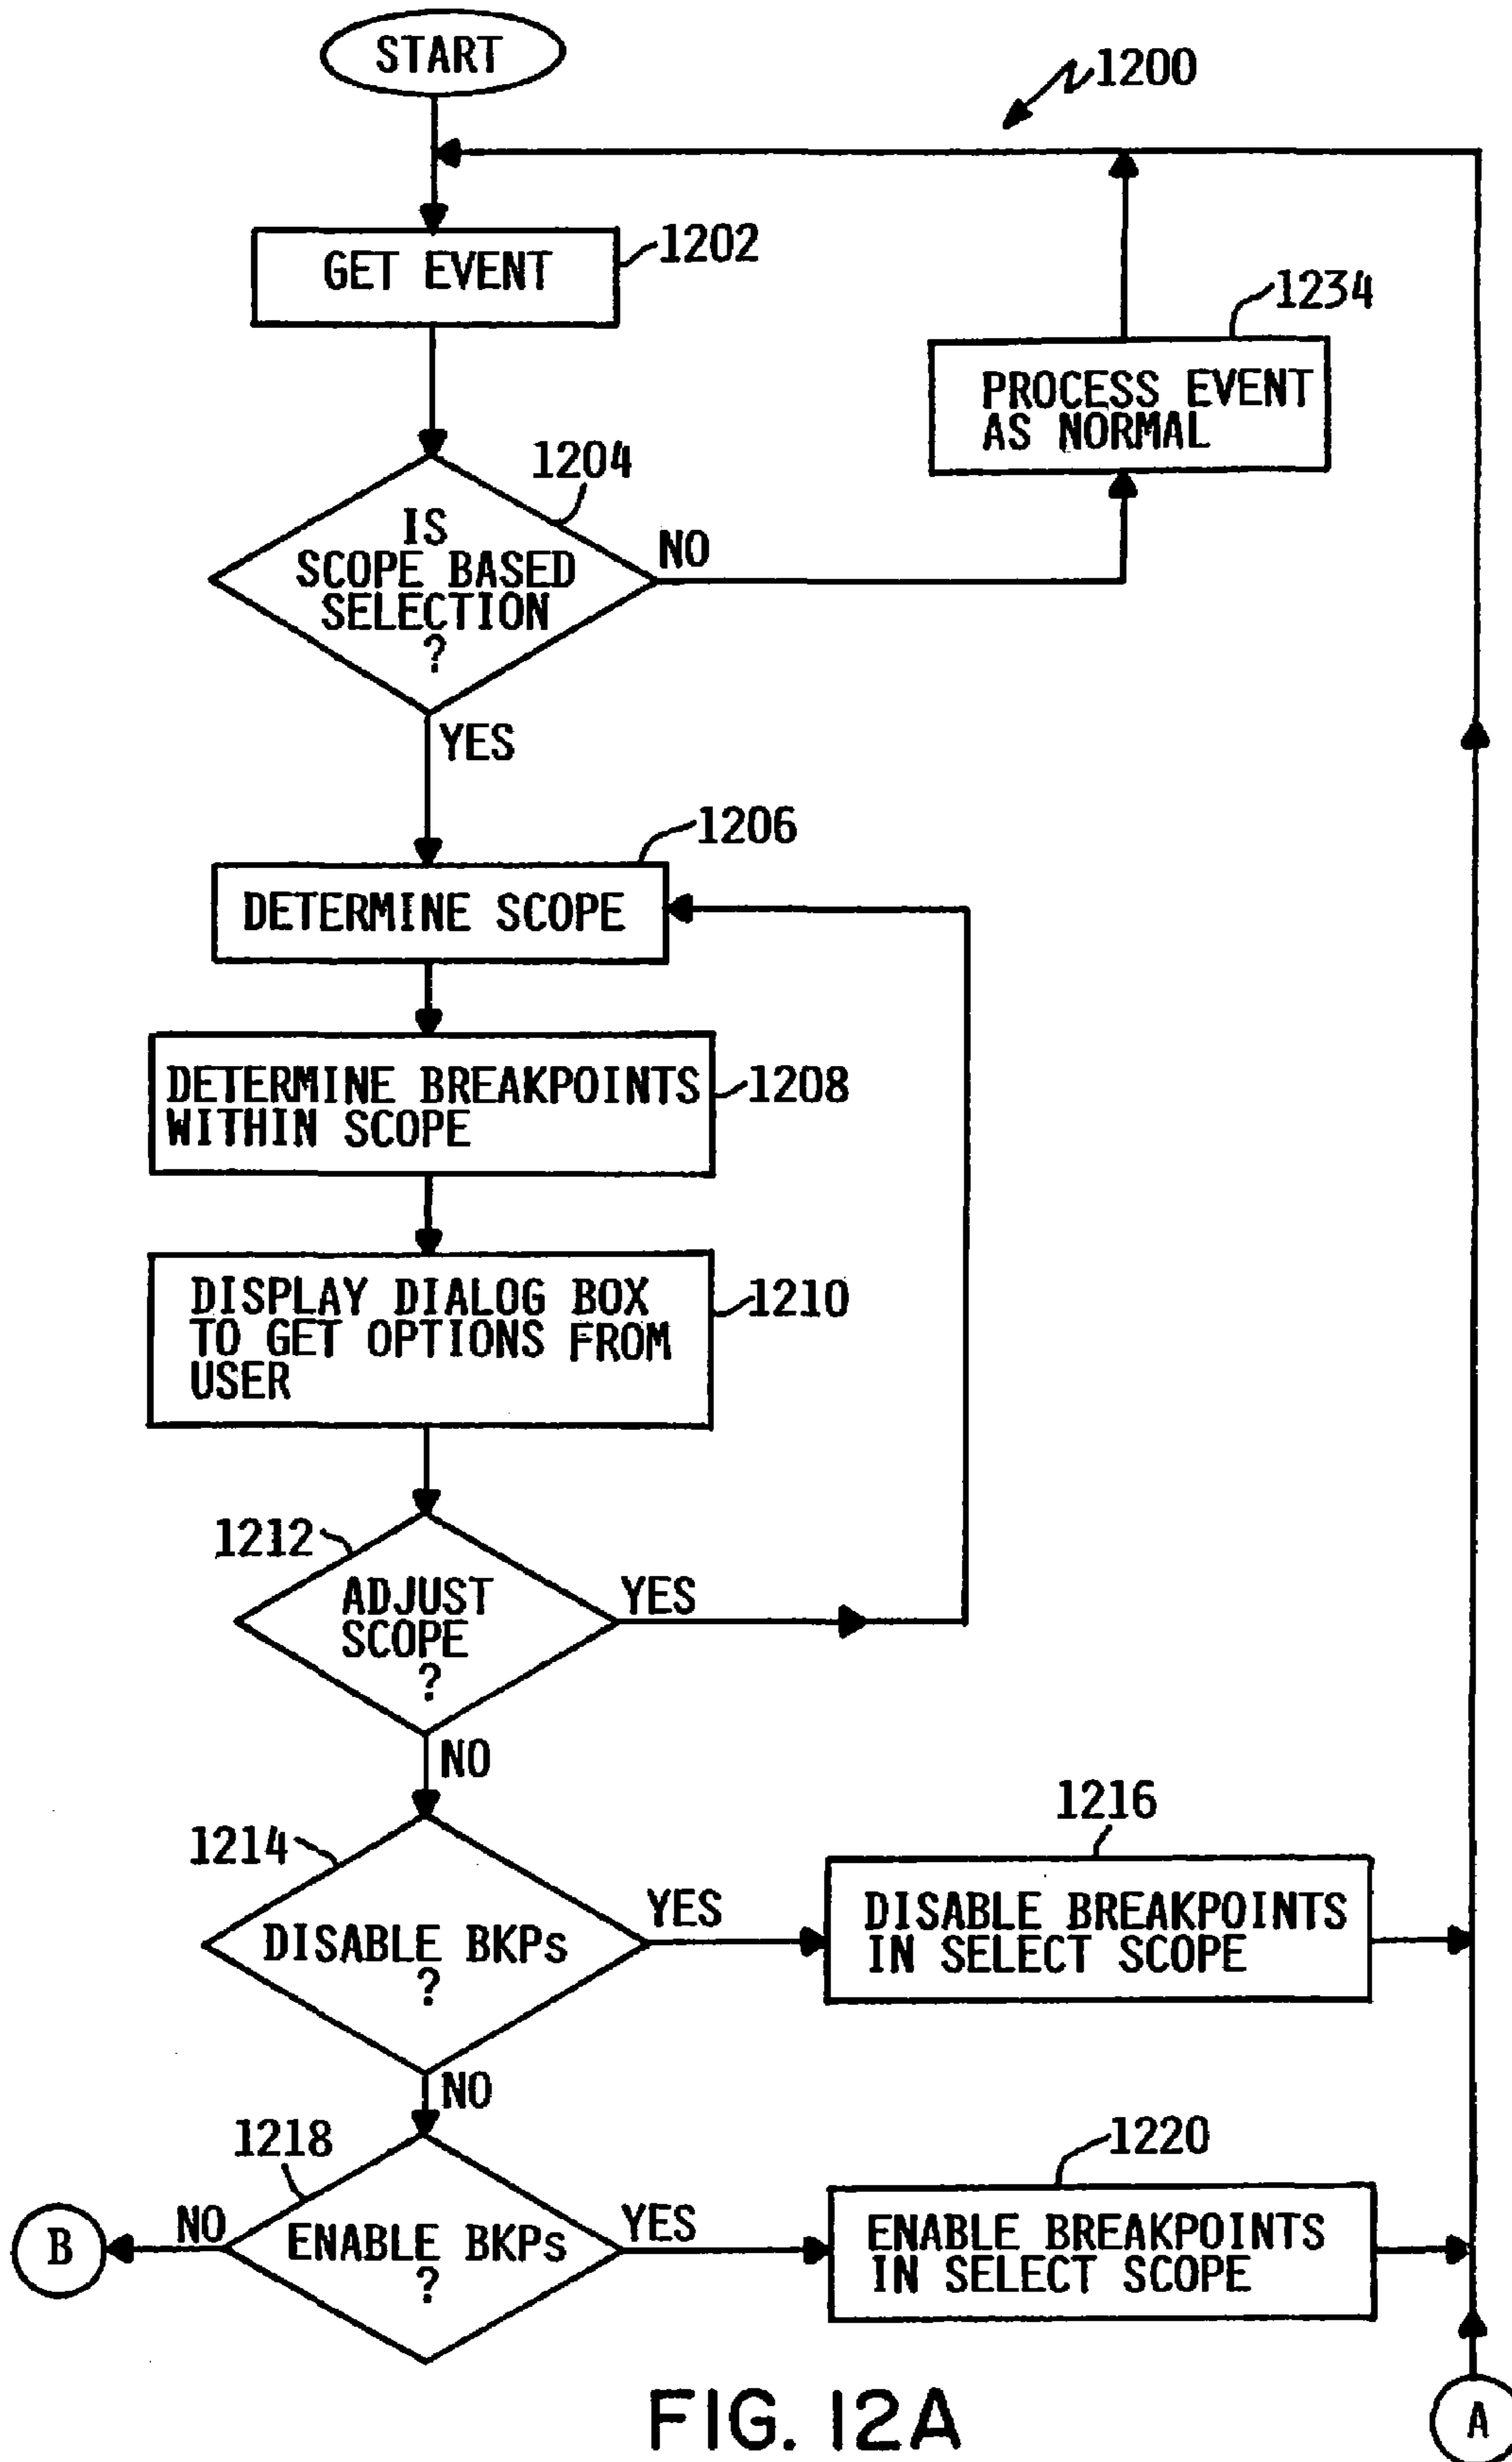 START
1200
GET EVENT
1202
1234
PROCESS EVENT
AS NORMAL
1204
IS
SCOPE BASED
SELECTION
?
NO
YES
1206
DETERMINE SCOPE
DETERMINE BREAKPOINTS
WITHIN SCOPE
1208
DISPLAY DIALOG BOX
TO GET OPTIONS FROM
USER
1210
1212
ADJUST
SCOPE
?
YES
NO
1214
DISABLE BKPs
?
YES
1216
DISABLE BREAKPOINTS
IN SELECT SCOPE
NO
1218
ENABLE BKPs
?
NO
B
YES
1220
ENABLE BREAKPOINTS
IN SELECT SCOPE
A
FIG. 12A